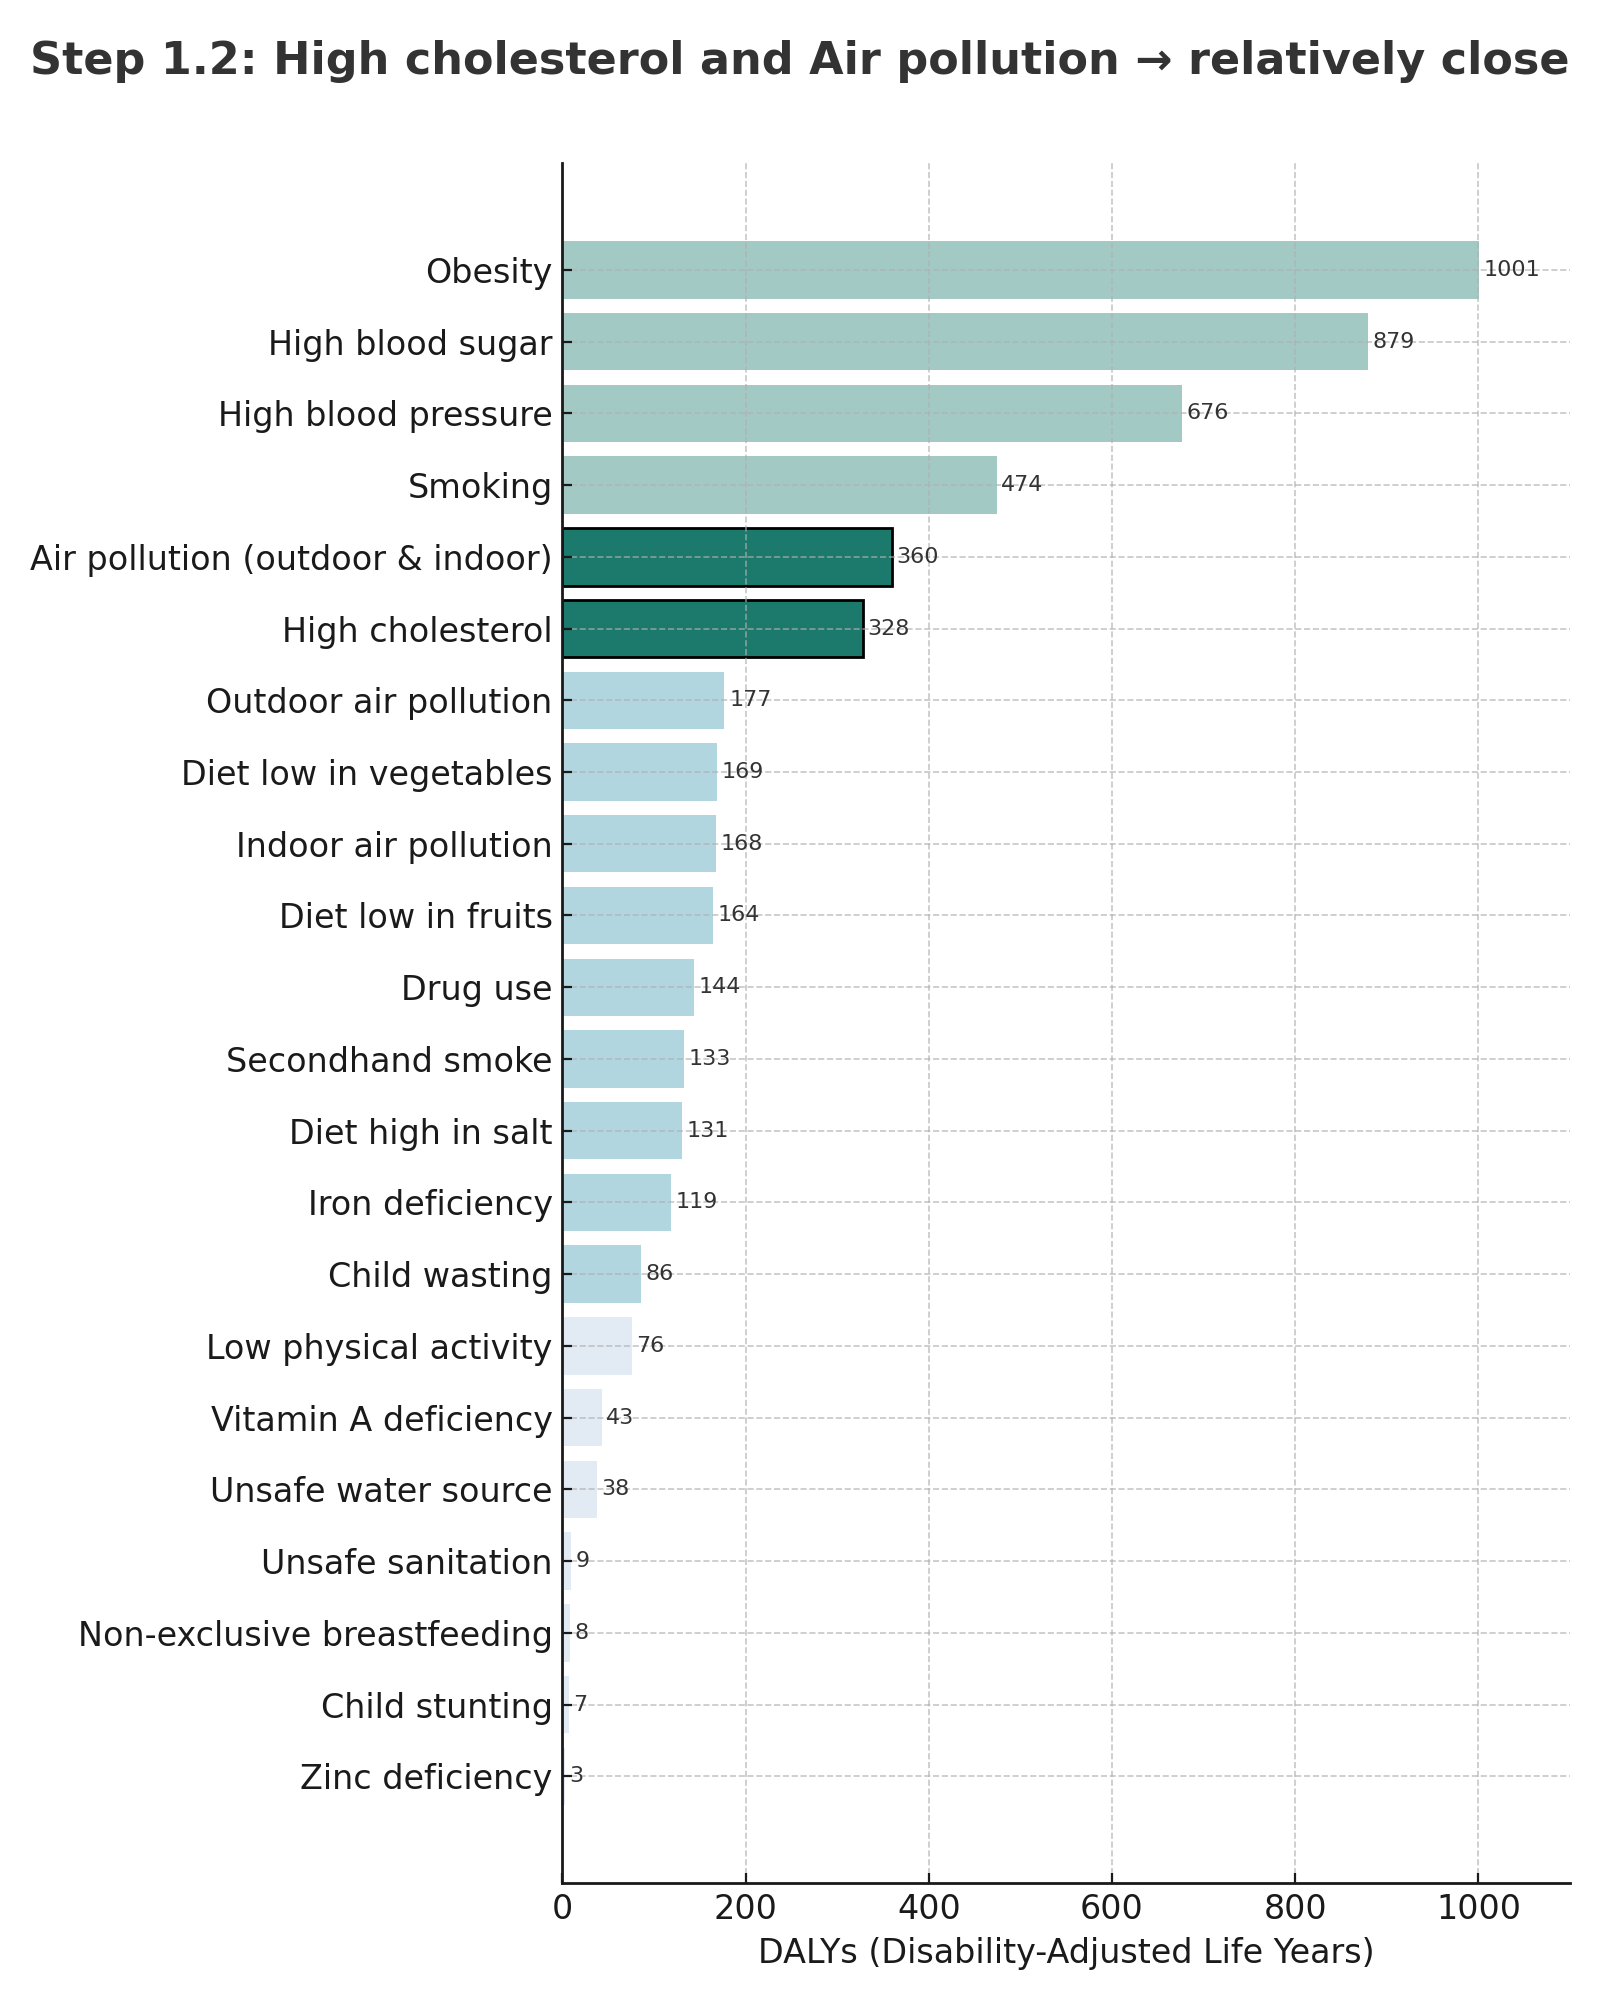 Step 1.2: High cholesterol and Air pollution → relatively close
Obesity 1001
High blood sugar 879
High blood pressure 676
Smoking 474
Air pollution (outdoor & indoor) 360
High cholesterol 328
Outdoor air pollution 177
Diet low in vegetables 169
Indoor air pollution 168
Diet low in fruits 164
Drug use 144
Secondhand smoke 133
Diet high in salt 131
Iron deficiency 119
Child wasting 86
Low physical activity 76
Vitamin A deficiency 43
Unsafe water source 38
Unsafe sanitation 9
Non-exclusive breastfeeding 8
Child stunting 7
Zinc deficiency 3
0 200 400 600 800 1000
DALYs (Disability-Adjusted Life Years)